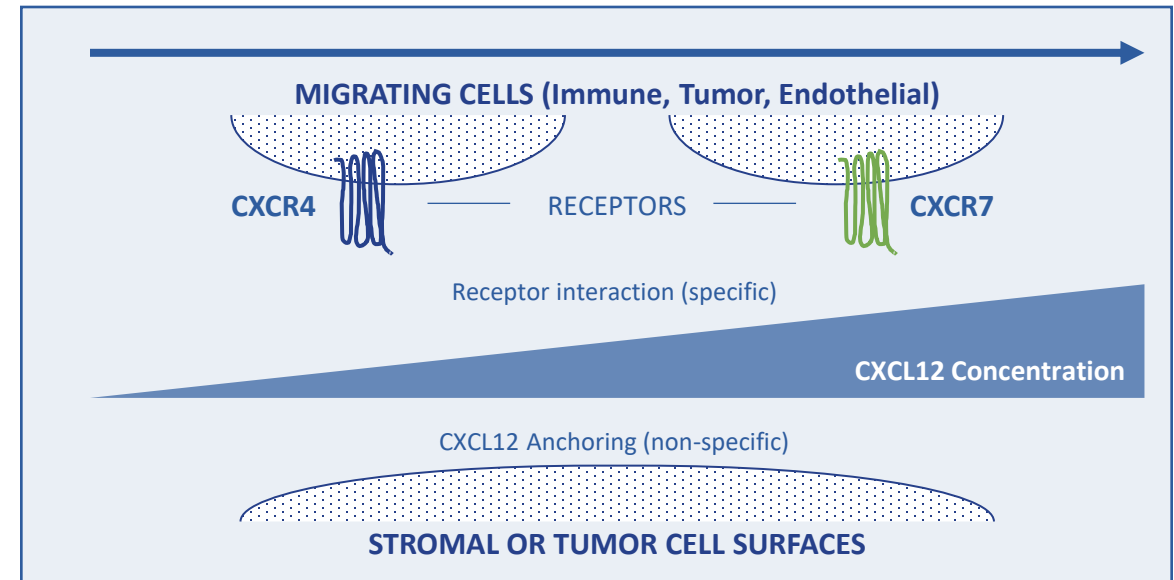 MIGRATING CELLS (Immune, Tumor, Endothelial)
CXCR4
RECEPTORS
CXCR7
Receptor interaction (specific)
CXCL12 Concentration
CXCL12 Anchoring (non-specific)
STROMAL OR TUMOR CELL SURFACES